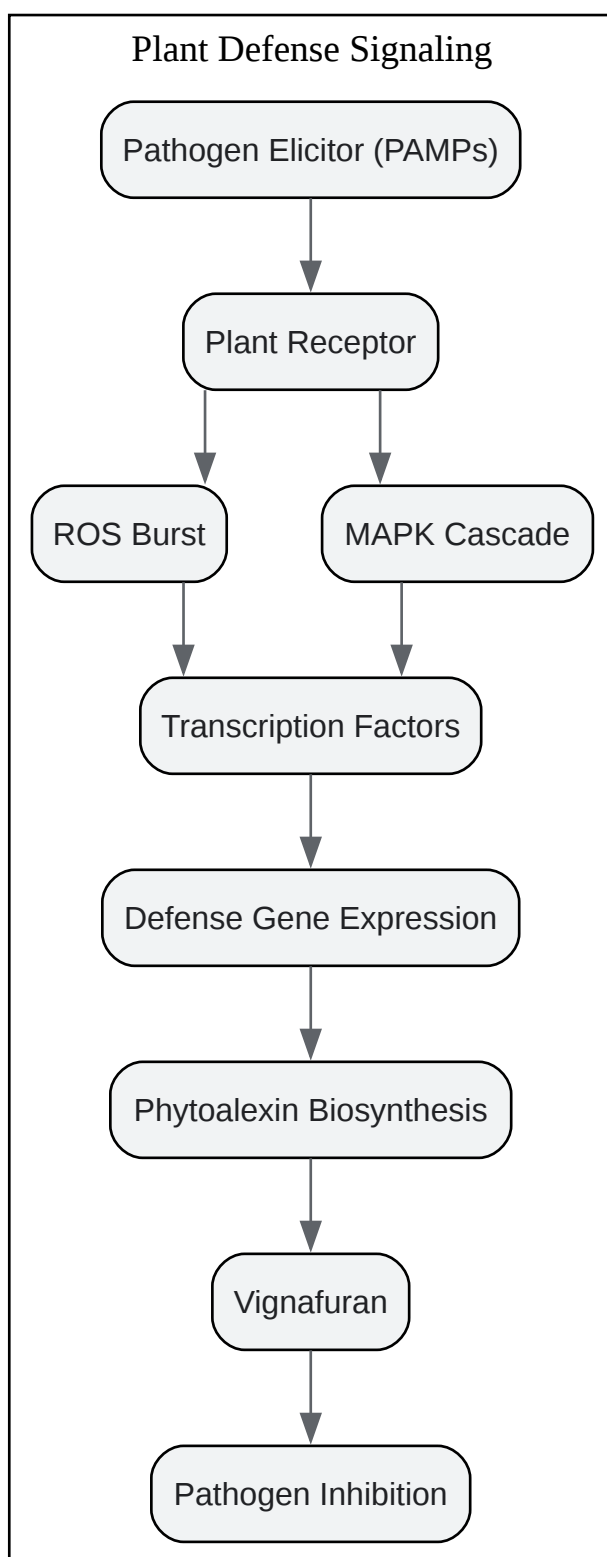 Plant Defense Signaling
Pathogen Elicitor (PAMPs)
Plant Receptor
ROS Burst
MAPK Cascade
Transcription Factors
Defense Gene Expression
Phytoalexin Biosynthesis
Vignafuran
Pathogen Inhibition